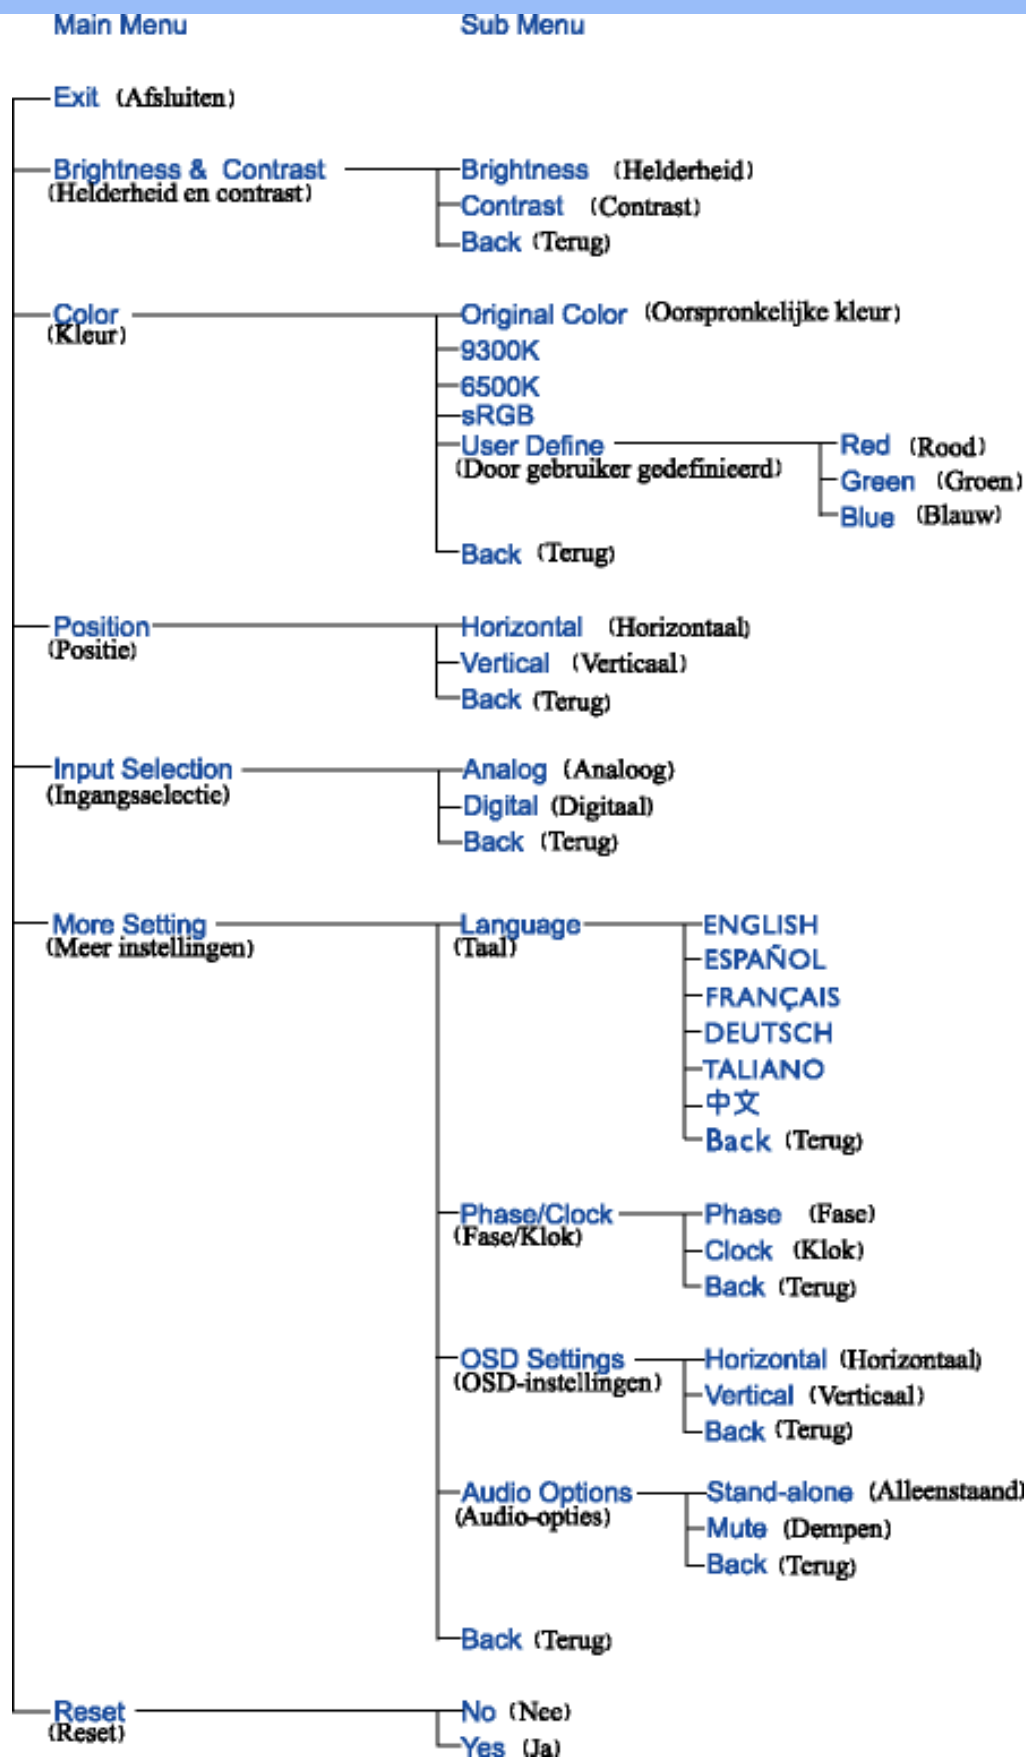 Main Menu Sub Menu
Exit (Afsluiten)
Brightness & Contrast Brightness (Helderheid)
(Helderheid en contrast)
Contrast (Contrast)
Back (Terug)
Color Original Color (Oorspronkelijke kleur)
(Kleur)
9300K
6500K
sRGB
User Define Red (Rood)
(Door gebruiker gedefinieerd)
Green (Groen)
Blue (Blauw)
Back (Terug)
Position Horizontal (Horizontaal)
(Positie)
Vertical (Verticaal)
Back (Terug)
Input Selection Analog (Analoog)
(Ingangsselectie)
Digital (Digitaal)
Back (Terug)
More Setting Language ENGLISH
(Meer instellingen) (Taal)
ESPAÑOL
FRANÇAIS
DEUTSCH
TALIANO
中文
Back (Terug)
Phase/Clock Phase (Fase)
(Fase/Klok)
Clock (Klok)
Back (Terug)
OSD Settings Horizontal (Horizontaal)
(OSD-instellingen)
Vertical (Verticaal)
Back (Terug)
Audio Options Stand-alone (Alleenstaand)
(Audio-opties)
Mute (Dempen)
Back (Terug)
Back (Terug)
Reset No (Nee)
(Reset)
Yes (Ja)